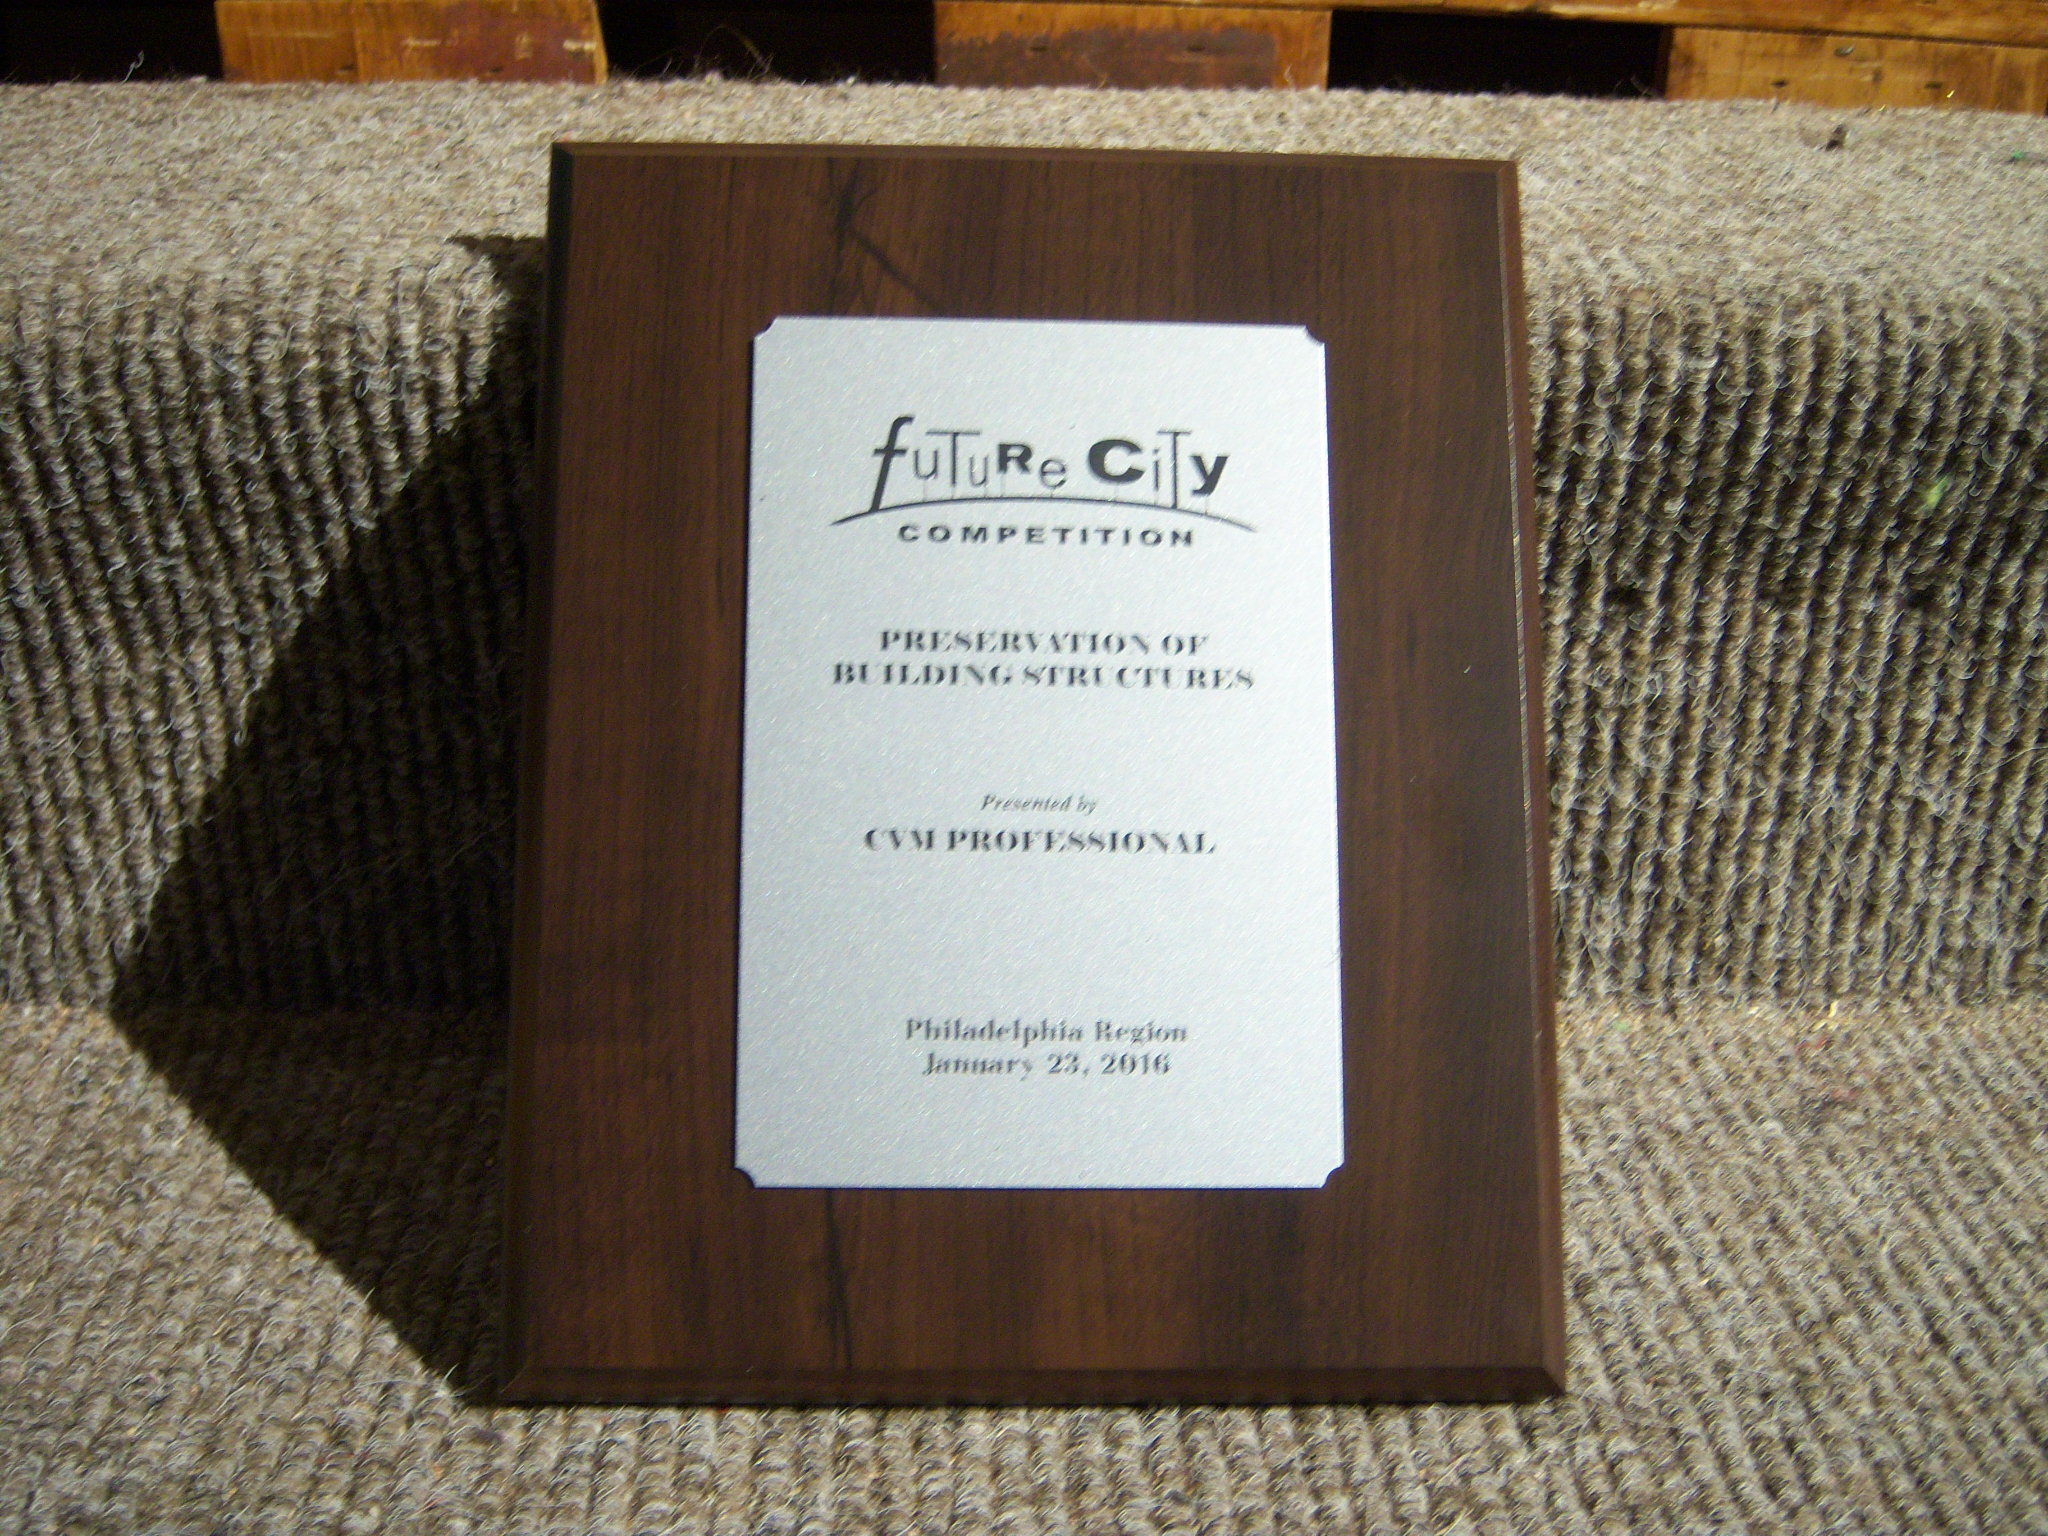 fuTuRe CiTy
COMPETITION
PRESERVATION OF
BUILDING STRUCTURES
Presented by
CVM PROFESSIONAL
Philadelphia Region
January 23, 2016